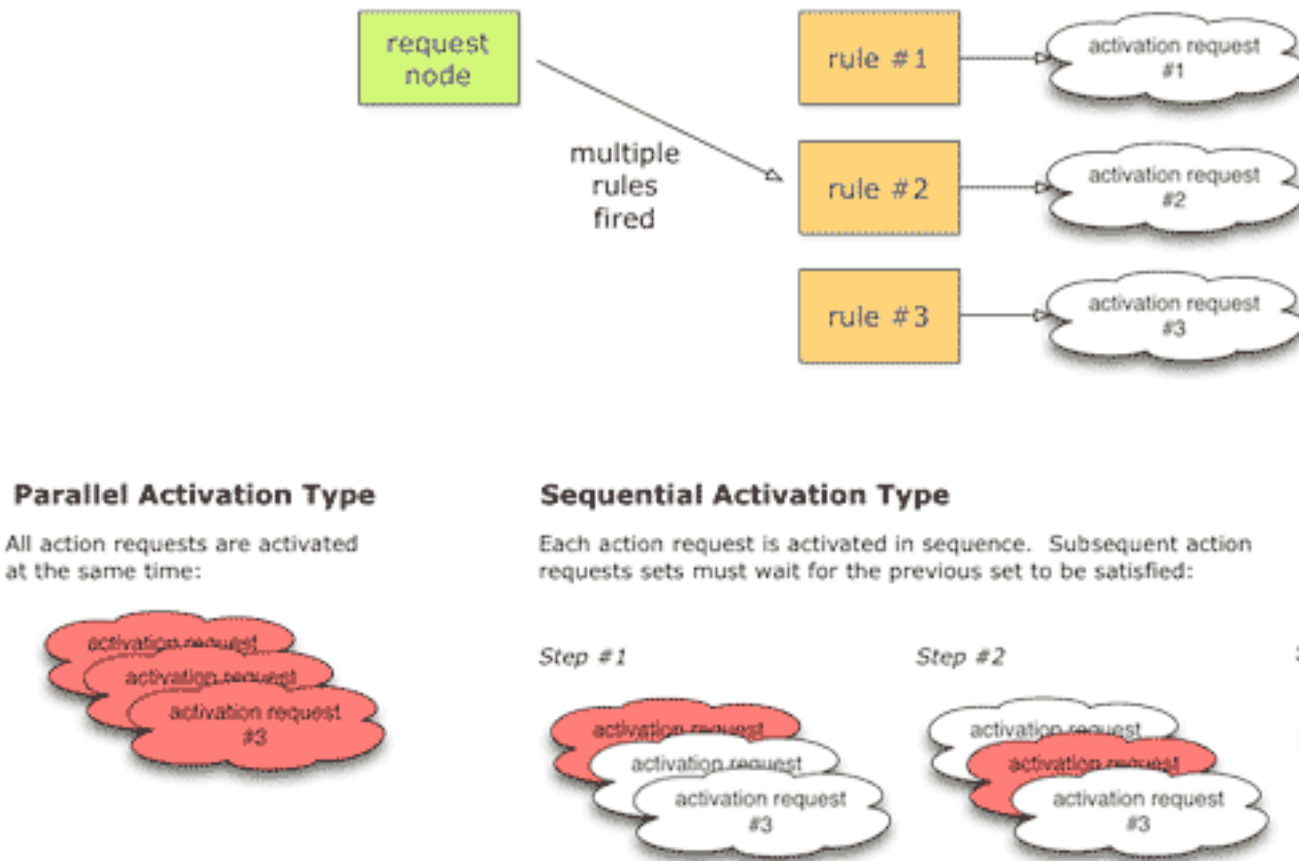 request
node
multiple
rules
fired
rule #1
activation request
#1
rule #2
activation request
#2
rule #3
activation request
#3
Parallel Activation Type
All action requests are activated
at the same time:
activation request
activation request
activation request
#3
Sequential Activation Type
Each action request is activated in sequence.  Subsequent action
requests sets must wait for the previous set to be satisfied:
Step #1
activation request
activation request
activation request
#3
Step #2
activation request
activation request
activation request
#3